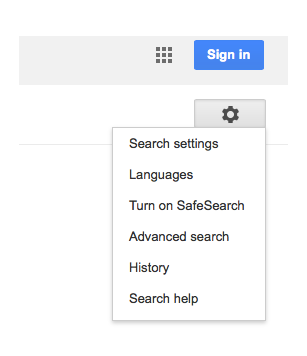 Sign in
Search settings
Languages
Turn on SafeSearch
Advanced search
History
Search help